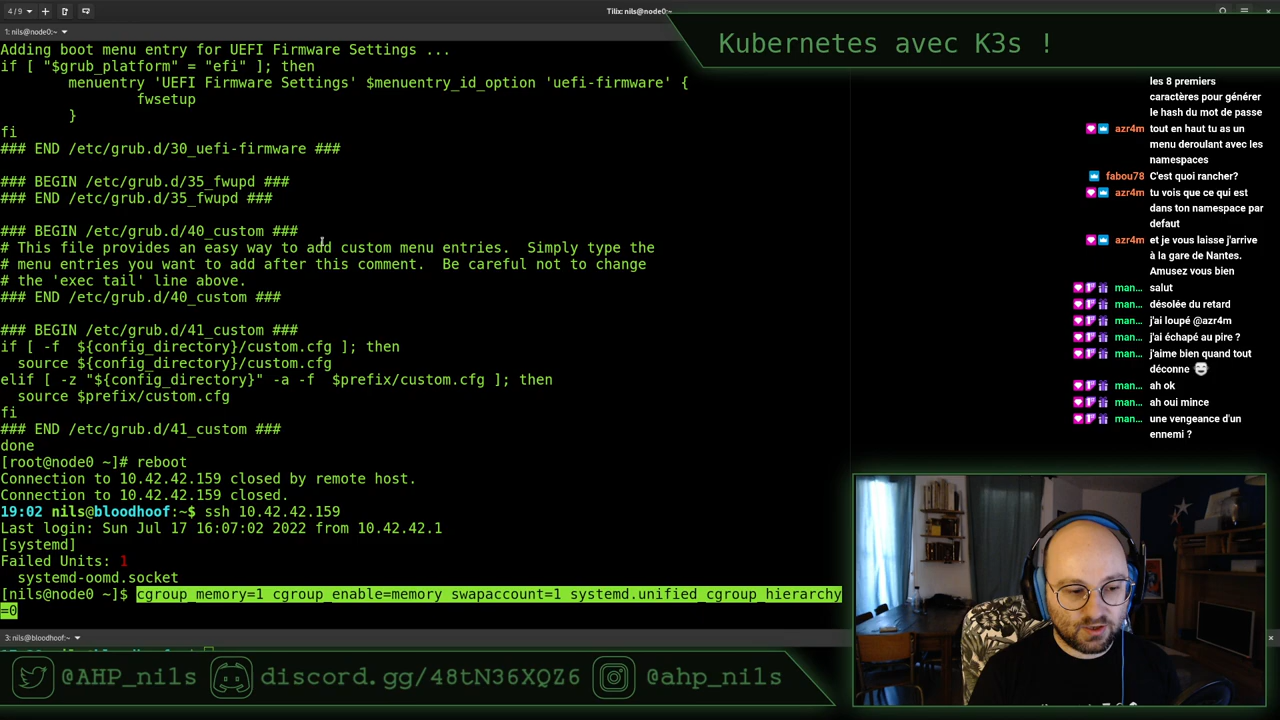 4 / 9
Tilix: nils@node0:~
1: nils@node0:~
Kubernetes avec K3s !
Adding boot menu entry for UEFI Firmware Settings ...
if [ "$grub_platform" = "efi" ]; then
        menuentry 'UEFI Firmware Settings' $menuentry_id_option 'uefi-firmware' {
                fwsetup
        }
fi
### END /etc/grub.d/30_uefi-firmware ###
### BEGIN /etc/grub.d/35_fwupd ###
### END /etc/grub.d/35_fwupd ###
### BEGIN /etc/grub.d/40_custom ###
# This file provides an easy way to add custom menu entries.  Simply type the
# menu entries you want to add after this comment.  Be careful not to change
# the 'exec tail' line above.
### END /etc/grub.d/40_custom ###
### BEGIN /etc/grub.d/41_custom ###
if [ -f  ${config_directory}/custom.cfg ]; then
  source ${config_directory}/custom.cfg
elif [ -z "${config_directory}" -a -f  $prefix/custom.cfg ]; then
  source $prefix/custom.cfg
fi
### END /etc/grub.d/41_custom ###
done
[root@node0 ~]# reboot
Connection to 10.42.42.159 closed by remote host.
Connection to 10.42.42.159 closed.
19:02 nils@bloodhoof:~$ ssh 10.42.42.159
Last login: Sun Jul 17 16:07:02 2022 from 10.42.42.1
[systemd]
Failed Units: 1
  systemd-oomd.socket
[nils@node0 ~]$ cgroup_memory=1 cgroup_enable=memory swapaccount=1 systemd.unified_cgroup_hierarchy
=0
3: nils@bloodhoof:~
les 8 premiers
caractères pour générer
le hash du mot de passe
azr4m tout en haut tu as un
menu deroulant avec les
namespaces
fabou78 C'est quoi rancher?
azr4m tu vois que ce qui est
dans ton namespace par
defaut
azr4m et je vous laisse j'arrive
à la gare de Nantes.
Amusez vous bien
man... salut
man... désolée du retard
man... j'ai loupé @azr4m
man... j'ai échapé au pire ?
man... j'aime bien quand tout
déconne
man... ah ok
man... ah oui mince
man... une vengeance d'un
ennemi ?
@AHP_nils
discord.gg/48tN36XQZ6
@ahp_nils